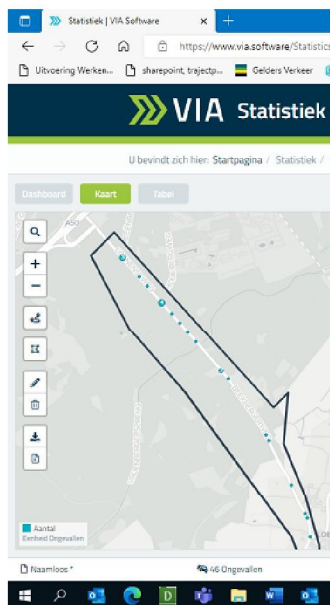 Statistiek | VIA Software
https://www.via.software/Statistics
Uitvoering Werken...
sharepoint, trajectp...
Gelders Verkeer
VIA Statistiek
U bevindt zich hier: Startpagina / Statistiek /
Dashboard
Kaart
Tabel
A50
Aantal
Eenheid Ongevallen
Naamloos *
46 Ongevallen